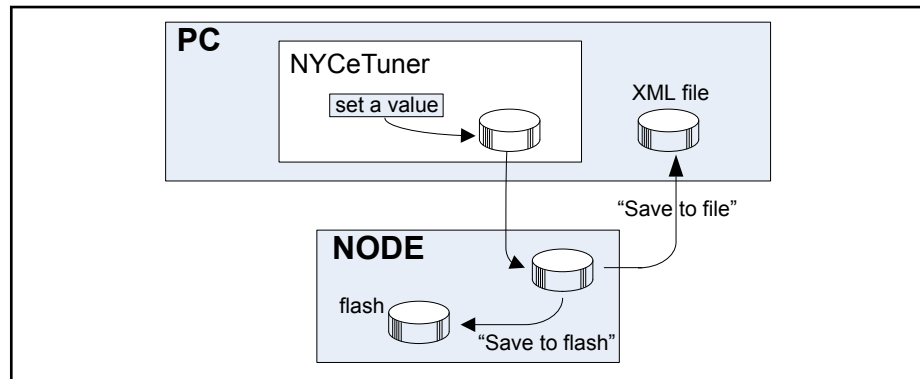 PC
NYCeTuner
set a value
XML file
“Save to file”
NODE
flash
“Save to flash”